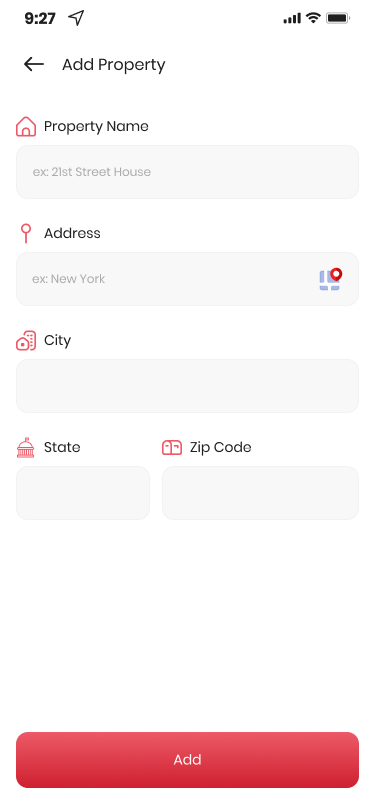 9:27
Add Property
Property Name
ex: 21st Street House
Address
ex: New York
City
State Zip Code
Add